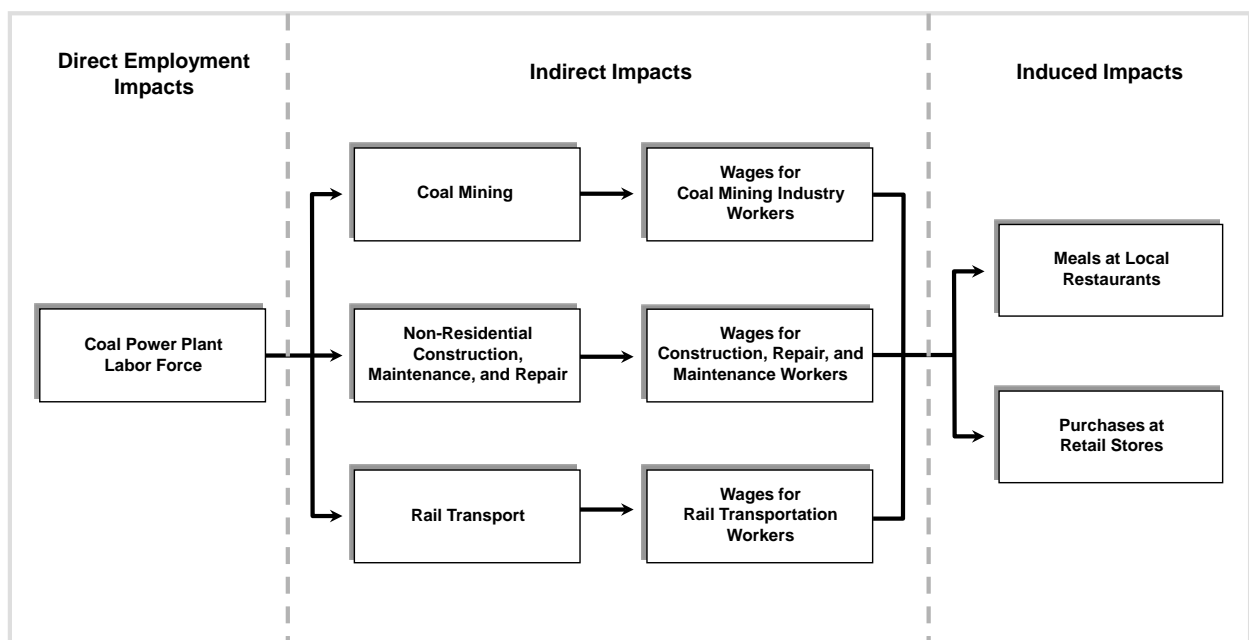 Direct Employment
Impacts
Indirect Impacts
Induced Impacts
Coal Power Plant
Labor Force
Coal Mining
Wages for
Coal Mining Industry
Workers
Non-Residential
Construction,
Maintenance, and Repair
Wages for
Construction, Repair, and
Maintenance Workers
Rail Transport
Wages for
Rail Transportation
Workers
Meals at Local
Restaurants
Purchases at
Retail Stores